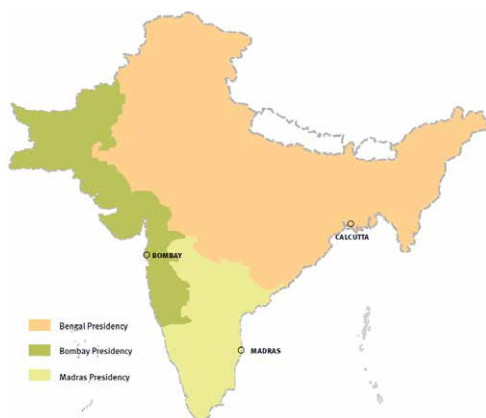 CALCUTTA
BOMBAY
Bengal Presidency
Bombay Presidency
MADRAS
Madras Presidency